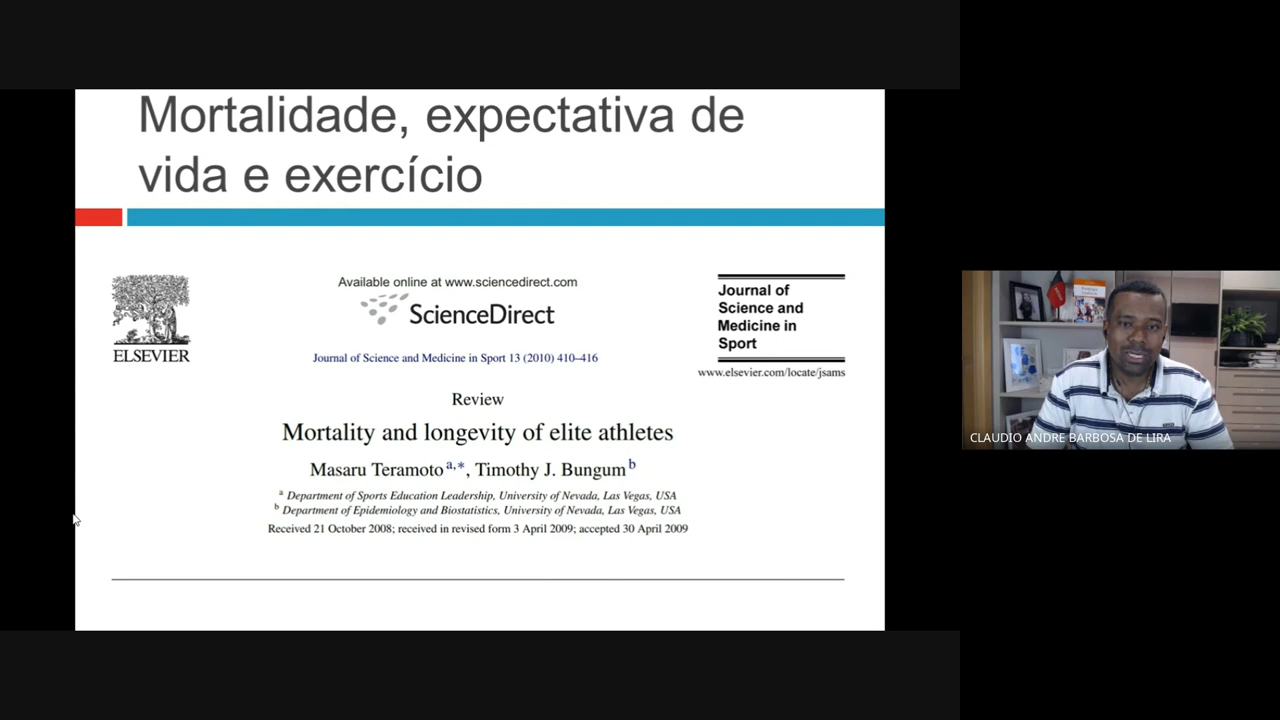 Mortalidade, expectativa de
vida e exercício
Available online at www.sciencedirect.com
ScienceDirect
ELSEVIER
Journal of Science and Medicine in Sport 13 (2010) 410–416
Journal of
Science and
Medicine in
Sport
www.elsevier.com/locate/jsams
Review
Mortality and longevity of elite athletes
Masaru Teramoto a,*, Timothy J. Bungum b
a Department of Sports Education Leadership, University of Nevada, Las Vegas, USA
b Department of Epidemiology and Biostatistics, University of Nevada, Las Vegas, USA
Received 21 October 2008; received in revised form 3 April 2009; accepted 30 April 2009
CLAUDIO ANDRE BARBOSA DE LIRA